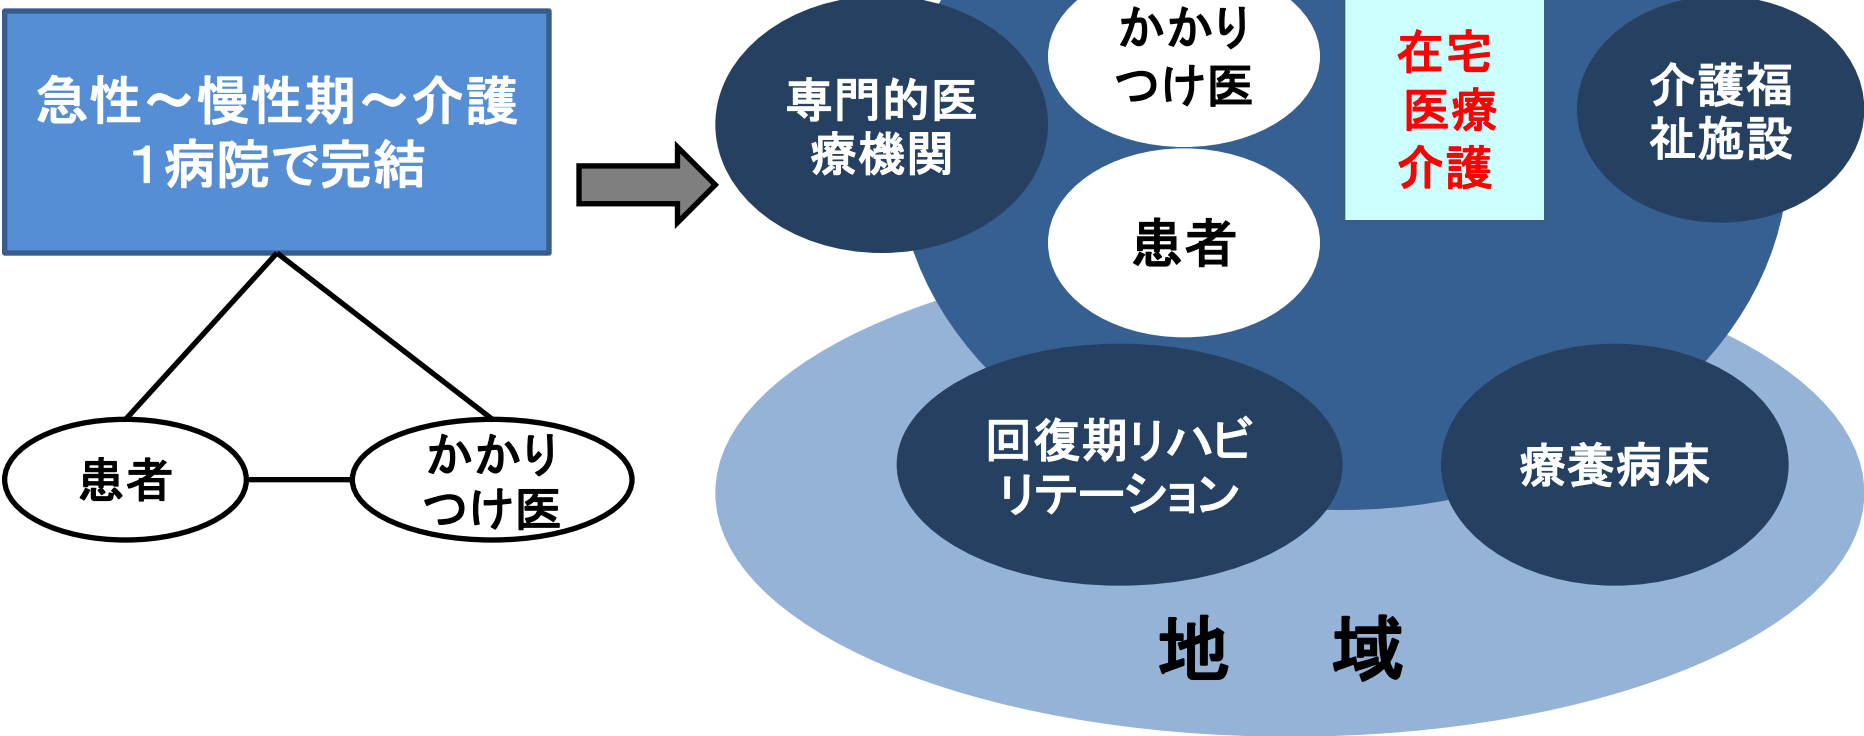 急性～慢性期～介護
１病院で完結
患者
かかり
つけ医
専門的医
療機関
かかり
つけ医
患者
在宅
医療
介護
介護福
祉施設
回復期リハビ
リテーション
療養病床
地　域